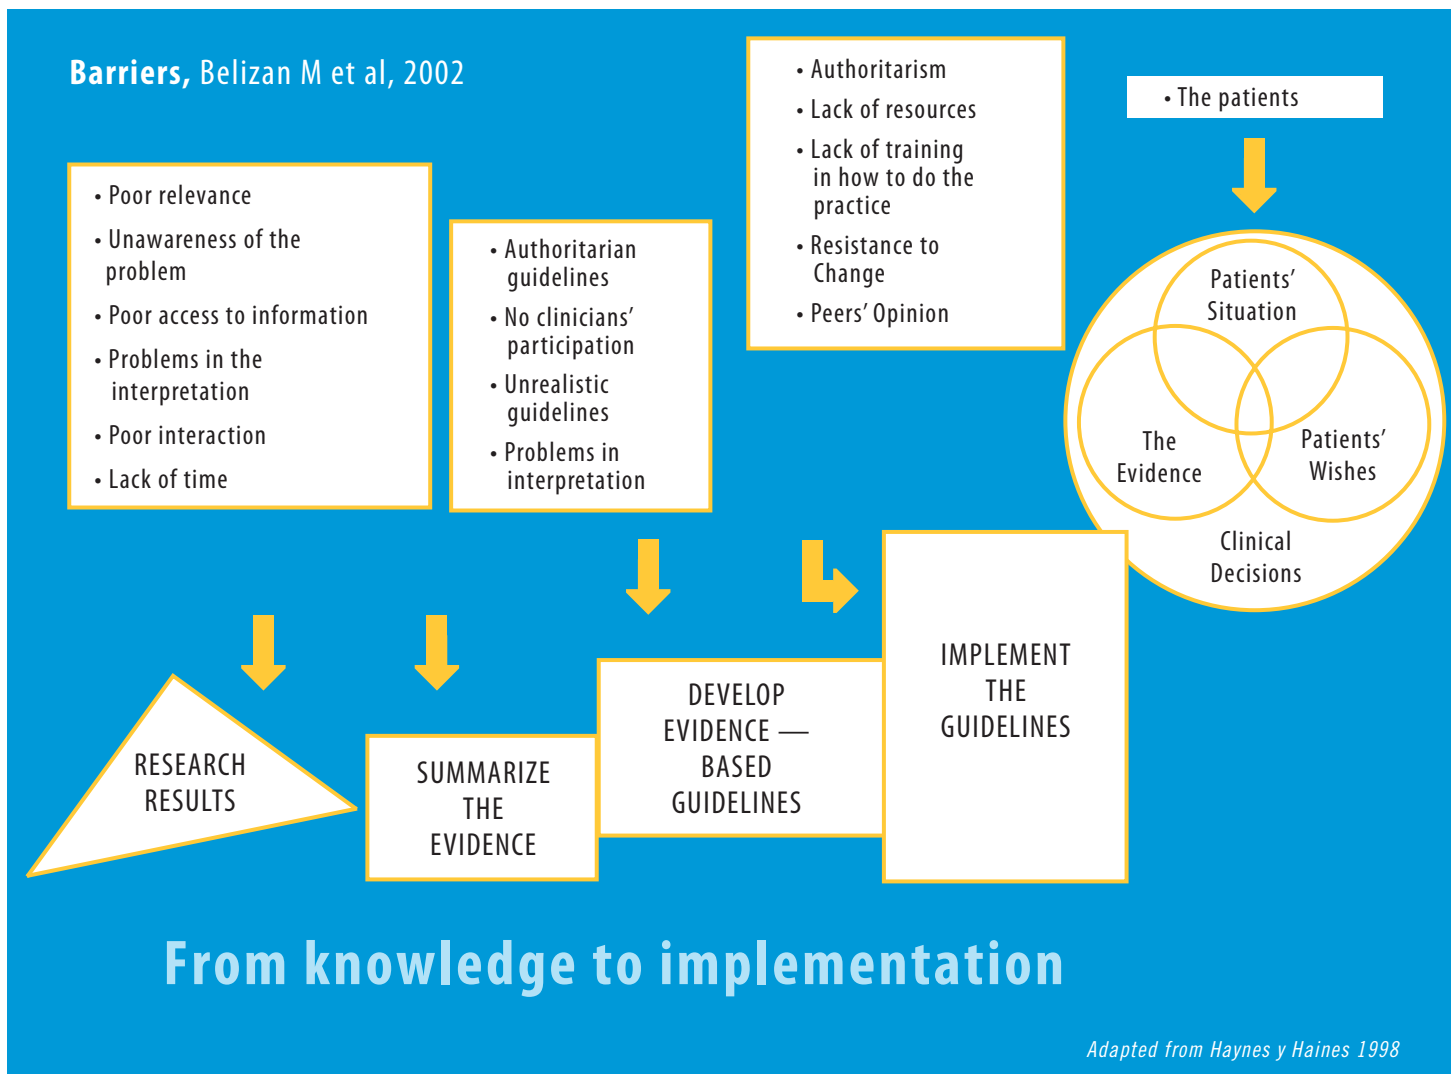 Barriers, Belizan M et al, 2002
• Poor relevance
• Unawareness of the
problem
• Poor access to information
• Problems in the
interpretation
• Poor interaction
• Lack of time
• Authoritarian
guidelines
• No clinicians'
participation
• Unrealistic
guidelines
• Problems in
interpretation
• Authoritarism
• Lack of resources
• Lack of training
in how to do the
practice
• Resistance to
Change
• Peers' Opinion
• The patients
Patients'
Situation
The
Evidence
Patients'
Wishes
Clinical
Decisions
RESEARCH
RESULTS
SUMMARIZE
THE
EVIDENCE
DEVELOP
EVIDENCE —
BASED
GUIDELINES
IMPLEMENT
THE
GUIDELINES
From knowledge to implementation
Adapted from Haynes y Haines 1998